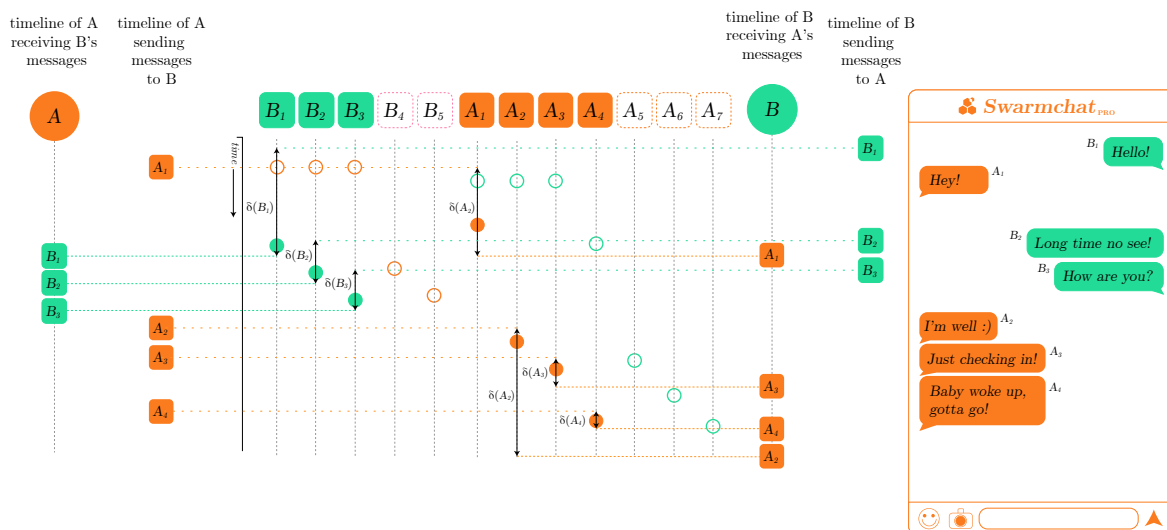 timeline of A
receiving B's
messages
timeline of A
sending
messages
to B
timeline of B
receiving A's
messages
timeline of B
sending
messages
to A
A
B₁ B₂ B₃ B₄ B₅ A₁ A₂ A₃ A₄ A₅ A₆ A₇
B
time
A₁
B₁
B₂
B₃
A₂
A₃
A₄
δ(B₁)
δ(B₂)
δ(B₃)
δ(A₂)
δ(A₃)
δ(A₂)
δ(A₄)
A₁
A₃
A₄
A₂
B₁
B₂
B₃
Swarmchat PRO
B₁ Hello!
Hey! A₁
B₂ Long time no see!
B₃ How are you?
I'm well :) A₂
Just checking in! A₃
Baby woke up, A₄
gotta go!